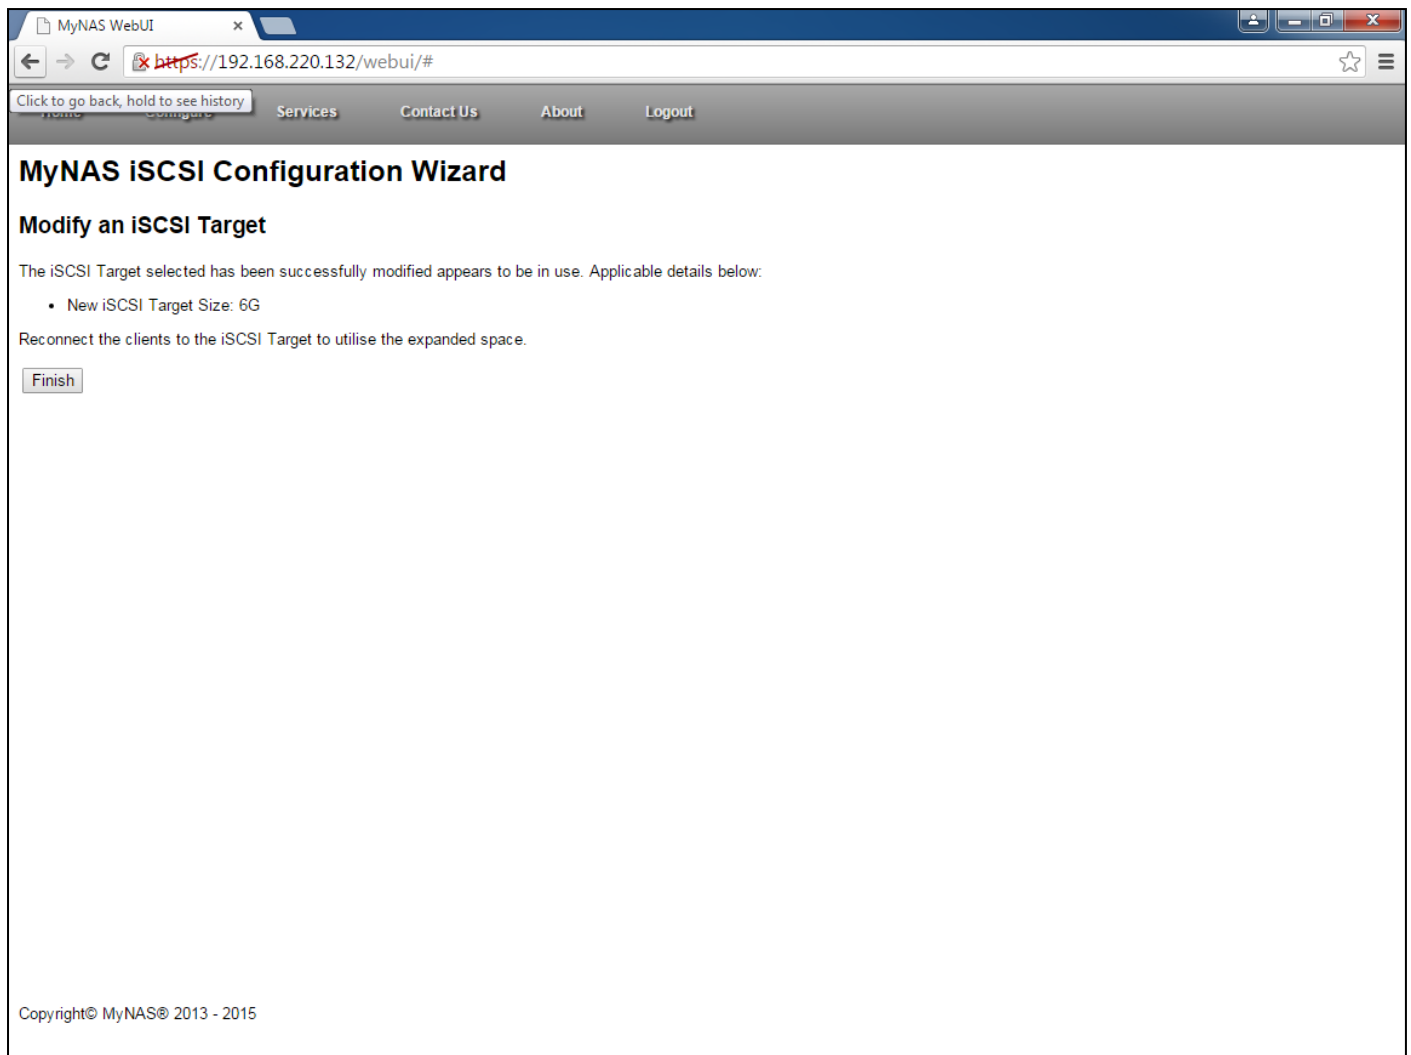 MyNAS WebUI
https://192.168.220.132/webui/#
Click to go back, hold to see history
Services Contact Us About Logout
MyNAS iSCSI Configuration Wizard
Modify an iSCSI Target
The iSCSI Target selected has been successfully modified appears to be in use. Applicable details below:
• New iSCSI Target Size: 6G
Reconnect the clients to the iSCSI Target to utilise the expanded space.
Finish
Copyright© MyNAS® 2013 - 2015